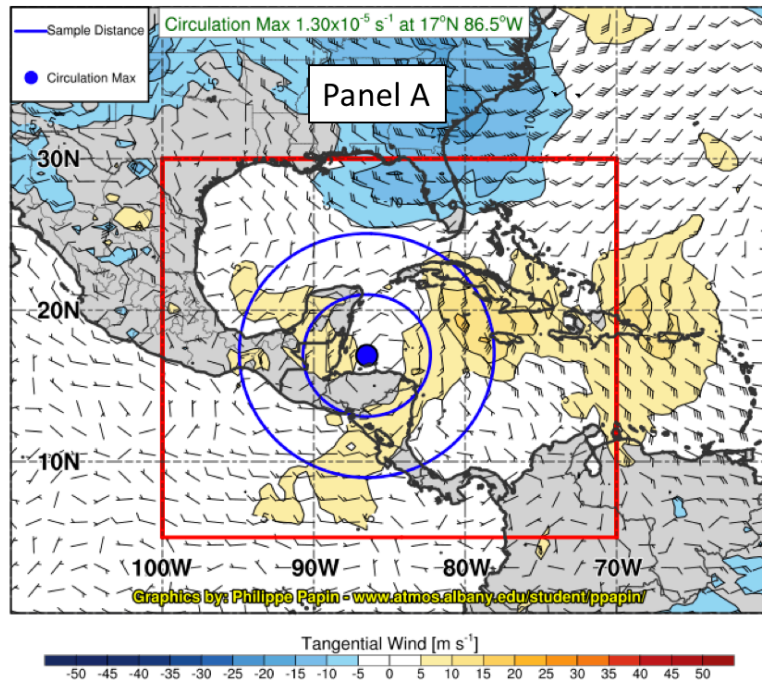 Sample Distance
Circulation Max
Circulation Max 1.30x10⁻⁵ s⁻¹ at 17°N 86.5°W
Panel A
30N
20N
10N
100W 90W 80W 70W
Graphics by: Philippe Papin - www.atmos.albany.edu/student/ppapin/
Tangential Wind [m s⁻¹]
-50 -45 -40 -35 -30 -25 -20 -15 -10 -5 0 5 10 15 20 25 30 35 40 45 50